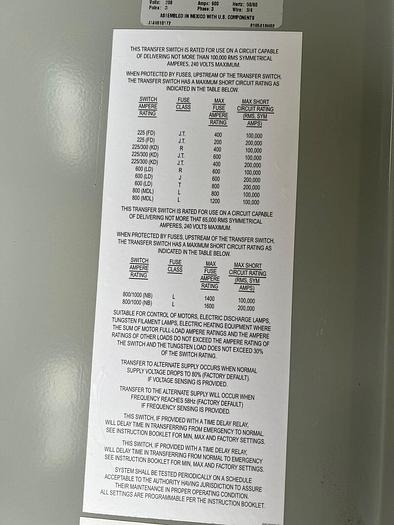 Volts: 208 Amps: 600 Hertz: 50/60
Poles: 3 Phase: 3 Wire: 3/4
ASSEMBLED IN MEXICO WITH U.S. COMPONENTS
THIS TRANSFER SWITCH IS RATED FOR USE ON A CIRCUIT CAPABLE
OF DELIVERING NOT MORE THAN 100,000 RMS SYMMETRICAL
AMPERES, 240 VOLTS MAXIMUM.
WHEN PROTECTED BY FUSES, UPSTREAM OF THE TRANSFER SWITCH,
THE TRANSFER SWITCH HAS A MAXIMUM SHORT CIRCUIT RATING AS
INDICATED IN THE TABLE BELOW.
SWITCH FUSE MAX MAX SHORT
AMPERE CLASS FUSE CIRCUIT RATING
RATING AMPERE (RMS, SYM
RATING AMPS)
225 (FD) J.T. 400 100,000
225 (FD) J.T. 200 200,000
225/300 (KD) R 400 100,000
225/300 (KD) J.T. 600 100,000
225/300 (KD) J.T. 400 200,000
600 (LD) R 600 100,000
600 (LD) J 600 200,000
600 (LD) T 800 200,000
800 (MDL) L 800 100,000
800 (MDL) L 1200 100,000
THIS TRANSFER SWITCH IS RATED FOR USE ON A CIRCUIT CAPABLE
OF DELIVERING NOT MORE THAT 65,000 RMS SYMMETRICAL
AMPERES, 240 VOLTS MAXIMUM.
WHEN PROTECTED BY FUSES, UPSTREAM OF THE TRANSFER SWITCH,
THE TRANSFER SWITCH HAS A MAXIMUM SHORT CIRCUIT RATING AS
INDICATED IN THE TABLE BELOW.
SWITCH FUSE MAX MAX SHORT
AMPERE CLASS FUSE CIRCUIT RATING
RATING AMPERE (RMS, SYM
RATING AMPS)
800/1000 (NB) L 1400 100,000
800/1000 (NB) L 1600 200,000
SUITABLE FOR CONTROL OF MOTORS, ELECTRIC DISCHARGE LAMPS,
TUNGSTEN FILAMENT LAMPS, ELECTRIC HEATING EQUIPMENT WHERE
THE SUM OF MOTOR FULL-LOAD AMPERE RATINGS AND THE AMPERE
RATINGS OF OTHER LOADS DO NOT EXCEED THE AMPERE RATING OF
THE SWITCH AND THE TUNGSTEN LOAD DOES NOT EXCEED 30%
OF THE SWITCH RATING.
TRANSFER TO ALTERNATE SUPPLY OCCURS WHEN NORMAL
SUPPLY VOLTAGE DROPS TO 80% (FACTORY DEFAULT)
IF VOLTAGE SENSING IS PROVIDED.
TRANSFER TO THE ALTERNATE SUPPLY WILL OCCUR WHEN
FREQUENCY REACHES 58Hz (FACTORY DEFAULT)
IF FREQUENCY SENSING IS PROVIDED.
THIS SWITCH, IF PROVIDED WITH A TIME DELAY RELAY,
WILL DELAY TIME IN TRANSFERRING FROM EMERGENCY TO NORMAL.
SEE INSTRUCTION BOOKLET FOR MIN, MAX AND FACTORY SETTINGS.
THIS SWITCH, IF PROVIDED WITH A TIME DELAY RELAY,
WILL DELAY TIME IN TRANSFERRING FROM NORMAL TO EMERGENCY
SEE INSTRUCTION BOOKLET FOR MIN, MAX AND FACTORY SETTINGS.
SYSTEM SHALL BE TESTED PERIODICALLY ON A SCHEDULE
ACCEPTABLE TO THE AUTHORITY HAVING JURISDICTION TO ASSURE
THEIR MAINTENANCE IN PROPER OPERATING CONDITION.
ALL SETTINGS ARE PROGRAMMABLE PER THE INSTRUCTION BOOKLET.